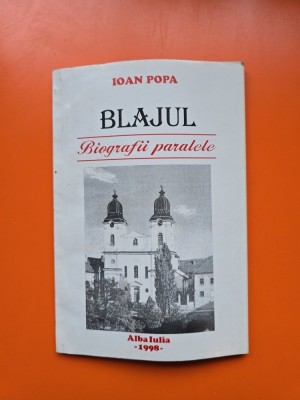 IOAN POPA
BLAJUL
Biografii paralele
Alba Iulia
-1998-